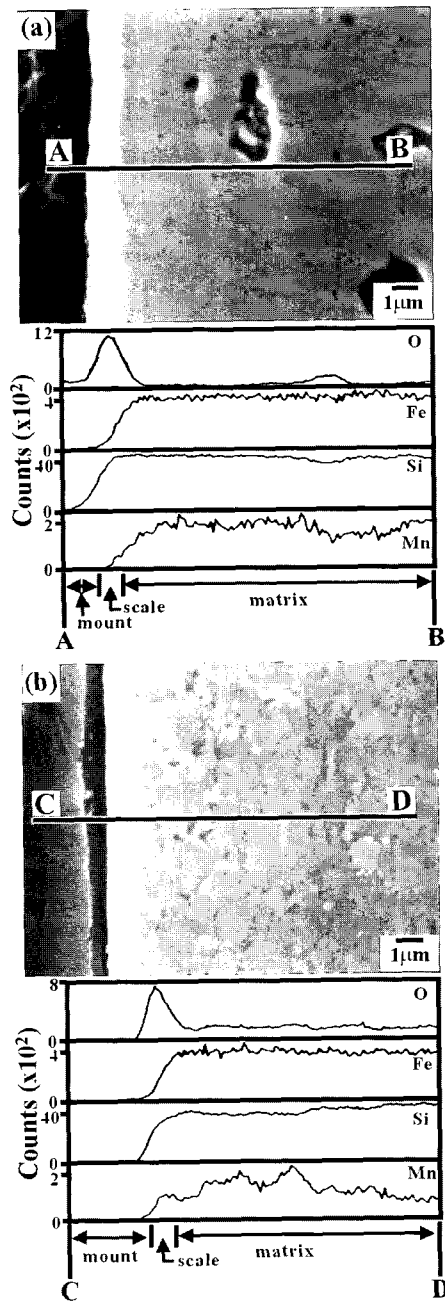 (a)
A B
1μm
12
O
0
4
Fe
0
40
Si
0
2
Mn
0
Counts (x10²)
mount scale matrix
A B
(b)
C D
1μm
8
O
0
4
Fe
0
40
Si
0
2
Mn
0
Counts (x10²)
mount scale matrix
C D